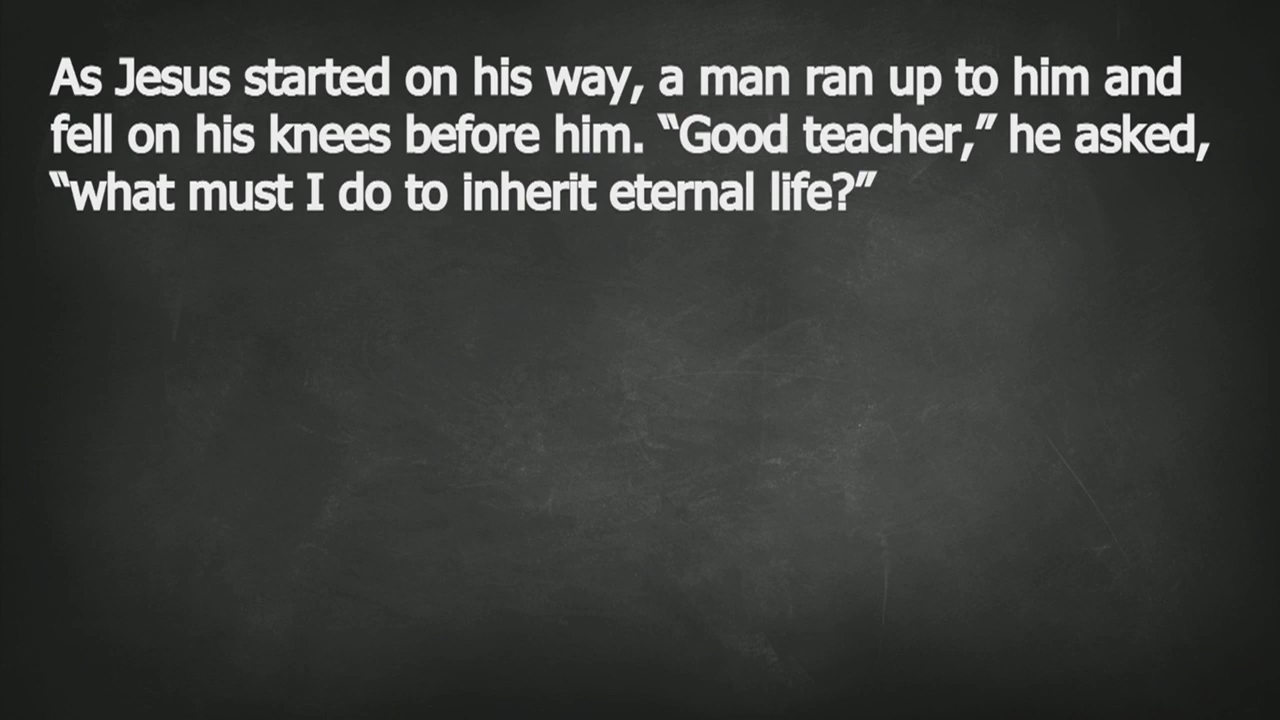 As Jesus started on his way, a man ran up to him and
fell on his knees before him. “Good teacher,” he asked,
“what must I do to inherit eternal life?”